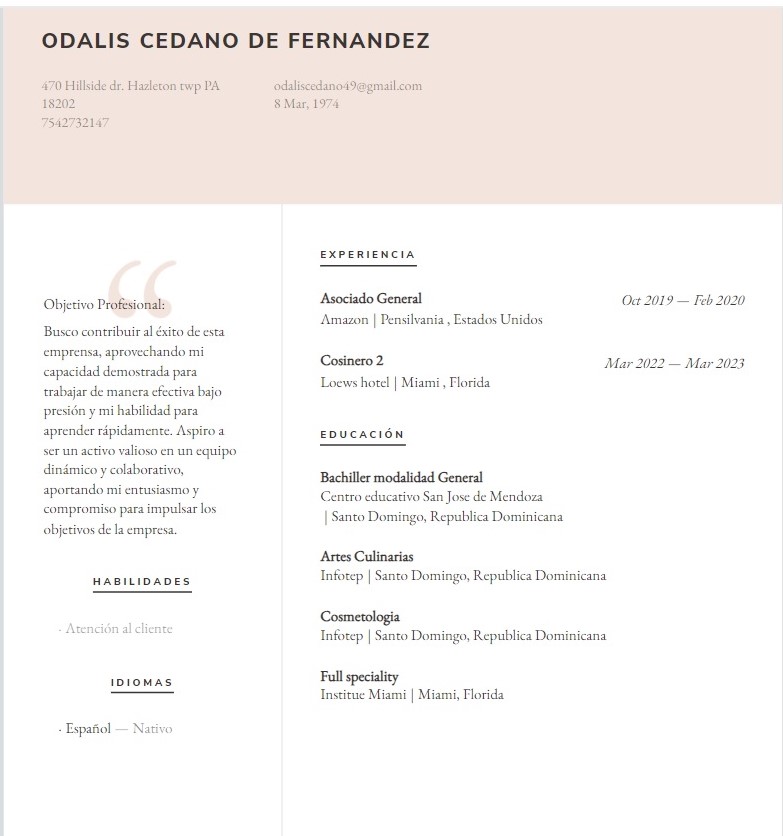 ODALIS CEDANO DE FERNANDEZ
470 Hillside dr. Hazleton twp PA
18202
7542732147
odaliscedano49@gmail.com
8 Mar, 1974
Objetivo Profesional:
Busco contribuir al éxito de esta
emprensa, aprovechando mi
capacidad demostrada para
trabajar de manera efectiva bajo
presión y mi habilidad para
aprender rápidamente. Aspiro a
ser un activo valioso en un equipo
dinámico y colaborativo,
aportando mi entusiasmo y
compromiso para impulsar los
objetivos de la empresa.
HABILIDADES
· Atención al cliente
IDIOMAS
· Español — Nativo
EXPERIENCIA
Asociado General
Oct 2019 — Feb 2020
Amazon | Pensilvania , Estados Unidos
Cosinero 2
Mar 2022 — Mar 2023
Loews hotel | Miami , Florida
EDUCACIÓN
Bachiller modalidad General
Centro educativo San Jose de Mendoza
| Santo Domingo, Republica Dominicana
Artes Culinarias
Infotep | Santo Domingo, Republica Dominicana
Cosmetologia
Infotep | Santo Domingo, Republica Dominicana
Full speciality
Institue Miami | Miami, Florida